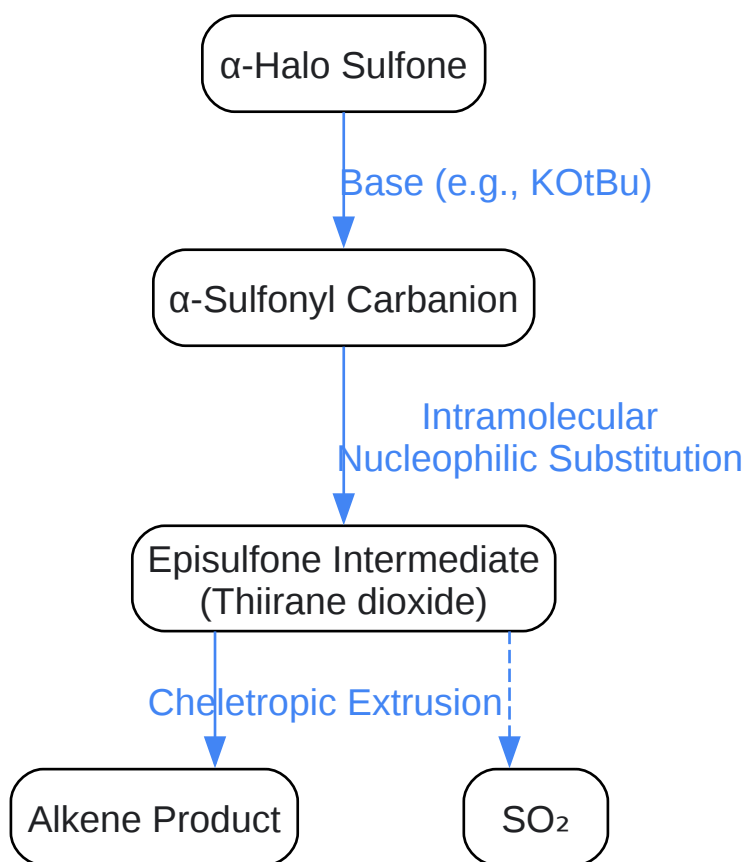 α-Halo Sulfone
Base (e.g., KOtBu)
α-Sulfonyl Carbanion
Intramolecular
Nucleophilic Substitution
Episulfone Intermediate
(Thiirane dioxide)
Cheletropic Extrusion
Alkene Product
SO₂